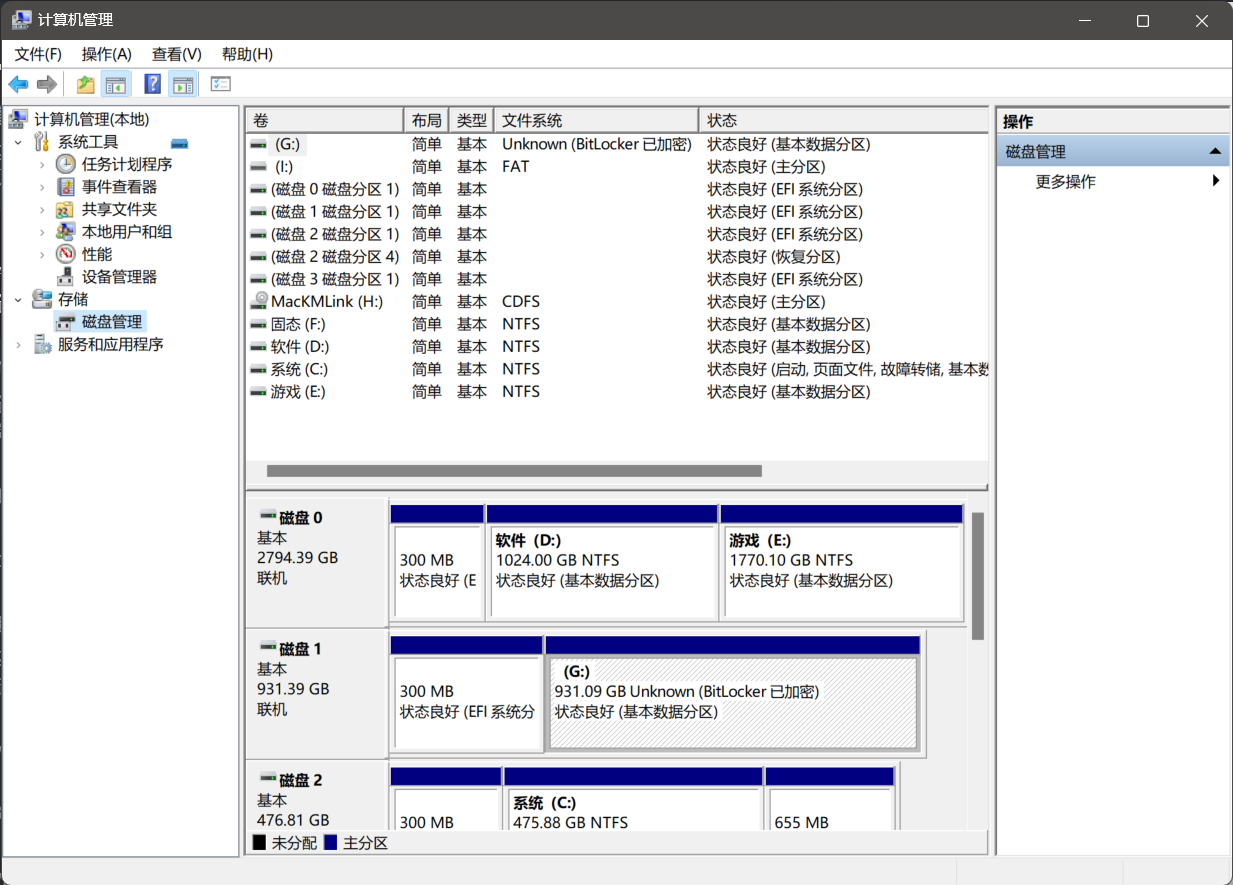 计算机管理
文件(F) 操作(A) 查看(V) 帮助(H)
计算机管理(本地)
系统工具
任务计划程序
事件查看器
共享文件夹
本地用户和组
性能
设备管理器
存储
磁盘管理
服务和应用程序
卷 布局 类型 文件系统 状态
(G:) 简单 基本 Unknown (BitLocker 已加密) 状态良好 (基本数据分区)
(I:) 简单 基本 FAT 状态良好 (主分区)
(磁盘 0 磁盘分区 1) 简单 基本 状态良好 (EFI 系统分区)
(磁盘 1 磁盘分区 1) 简单 基本 状态良好 (EFI 系统分区)
(磁盘 2 磁盘分区 1) 简单 基本 状态良好 (EFI 系统分区)
(磁盘 2 磁盘分区 4) 简单 基本 状态良好 (恢复分区)
(磁盘 3 磁盘分区 1) 简单 基本 状态良好 (EFI 系统分区)
MacKMLink (H:) 简单 基本 CDFS 状态良好 (主分区)
固态 (F:) 简单 基本 NTFS 状态良好 (基本数据分区)
软件 (D:) 简单 基本 NTFS 状态良好 (基本数据分区)
系统 (C:) 简单 基本 NTFS 状态良好 (启动, 页面文件, 故障转储, 基本数
游戏 (E:) 简单 基本 NTFS 状态良好 (基本数据分区)
磁盘 0
基本
2794.39 GB
联机
300 MB
状态良好 (E
软件 (D:)
1024.00 GB NTFS
状态良好 (基本数据分区)
游戏 (E:)
1770.10 GB NTFS
状态良好 (基本数据分区)
磁盘 1
基本
931.39 GB
联机
300 MB
状态良好 (EFI 系统分
(G:)
931.09 GB Unknown (BitLocker 已加密)
状态良好 (基本数据分区)
磁盘 2
基本
476.81 GB
300 MB
系统 (C:)
475.88 GB NTFS
655 MB
未分配 主分区
操作
磁盘管理
更多操作